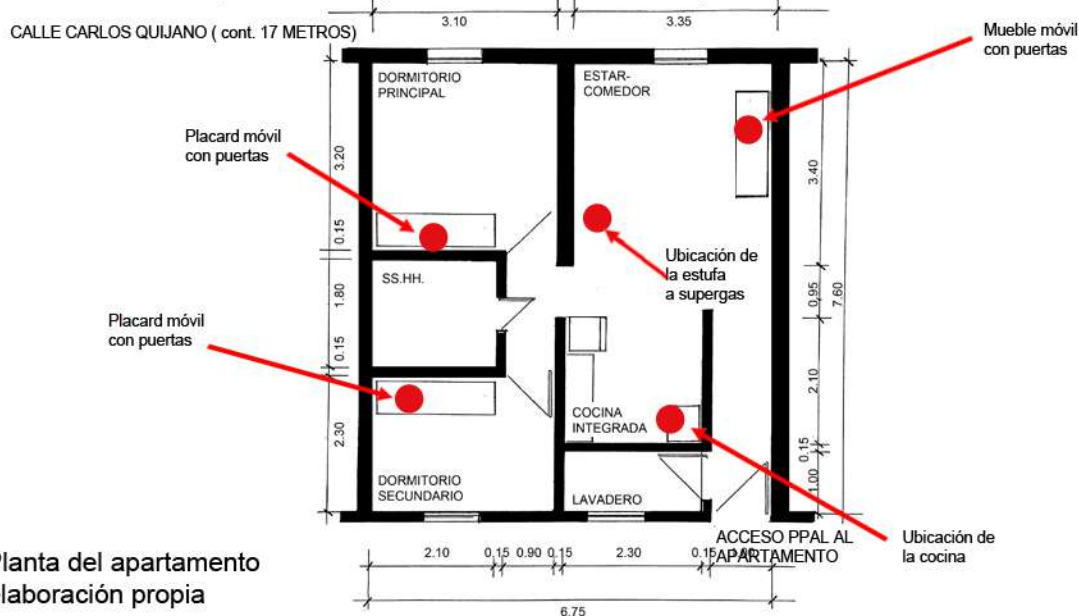 3.10
3.35
CALLE CARLOS QUIJANO ( cont. 17 METROS)
Mueble móvil
con puertas
DORMITORIO
PRINCIPAL
ESTAR-
COMEDOR
Placard móvil
con puertas
3.20
3.40
0.15
SS.HH.
Ubicación de
la estufa
a supergas
1.80
0.95
7.60
Placard móvil
con puertas
0.15
2.10
2.30
COCINA
INTEGRADA
0.15
1.00
DORMITORIO
SECUNDARIO
LAVADERO
ACCESO PPAL AL
APARTAMENTO
Ubicación de
la cocina
2.10
0.15
0.90
0.15
2.30
0.15
Planta del apartamento
elaboración propia
6.75